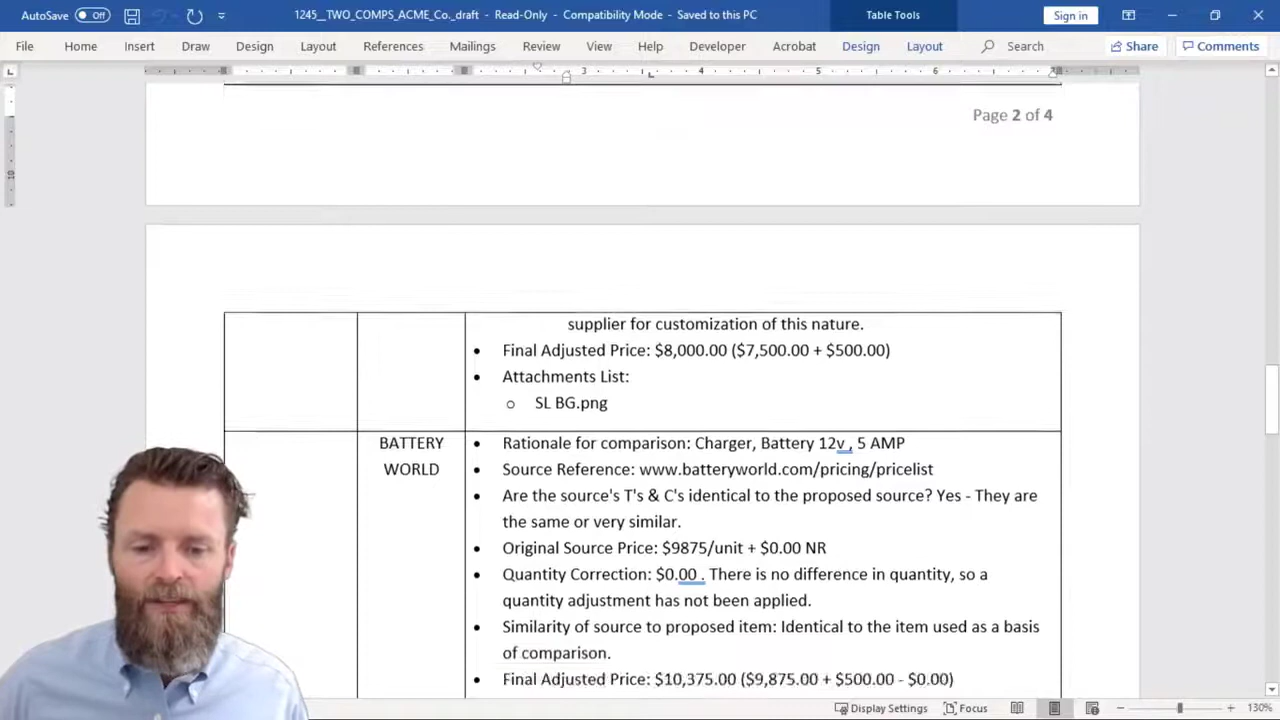 AutoSave Off 1245__TWO_COMPS_ACME_Co._draft - Read-Only - Compatibility Mode - Saved to this PC Table Tools Sign in
File Home Insert Draw Design Layout References Mailings Review View Help Developer Acrobat Design Layout Search Share Comments
3 4 5 6
10
Page 2 of 4
supplier for customization of this nature.
• Final Adjusted Price: $8,000.00 ($7,500.00 + $500.00)
• Attachments List:
o SL BG.png
BATTERY
WORLD
• Rationale for comparison: Charger, Battery 12v , 5 AMP
• Source Reference: www.batteryworld.com/pricing/pricelist
• Are the source's T's & C's identical to the proposed source? Yes - They are
the same or very similar.
• Original Source Price: $9875/unit + $0.00 NR
• Quantity Correction: $0.00 . There is no difference in quantity, so a
quantity adjustment has not been applied.
• Similarity of source to proposed item: Identical to the item used as a basis
of comparison.
• Final Adjusted Price: $10,375.00 ($9,875.00 + $500.00 - $0.00)
Display Settings Focus 130%